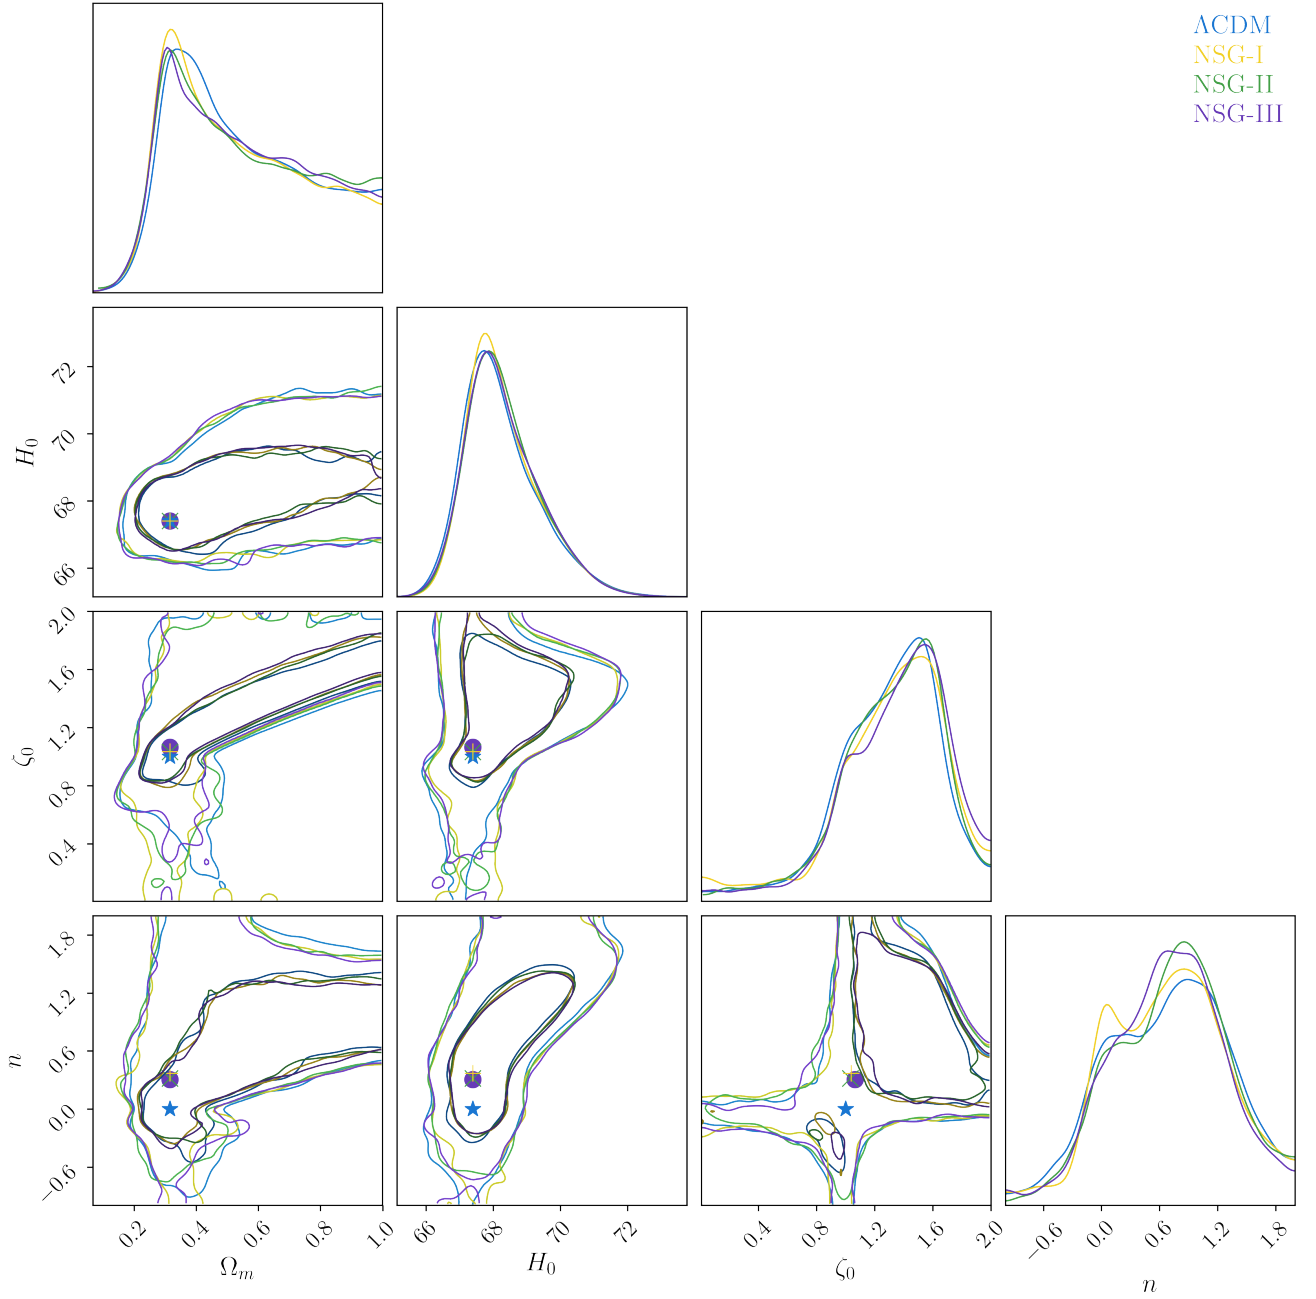 ΛCDM
NSG-I
NSG-II
NSG-III
72
70
68
66
H₀
2.0
1.6
1.2
0.8
0.4
ζ₀
1.8
1.2
0.6
0.0
−0.6
n
0.2 0.4 0.6 0.8 1.0
Ωₘ
66 68 70 72
H₀
0.4 0.8 1.2 1.6 2.0
ζ₀
−0.6 0.0 0.6 1.2 1.8
n